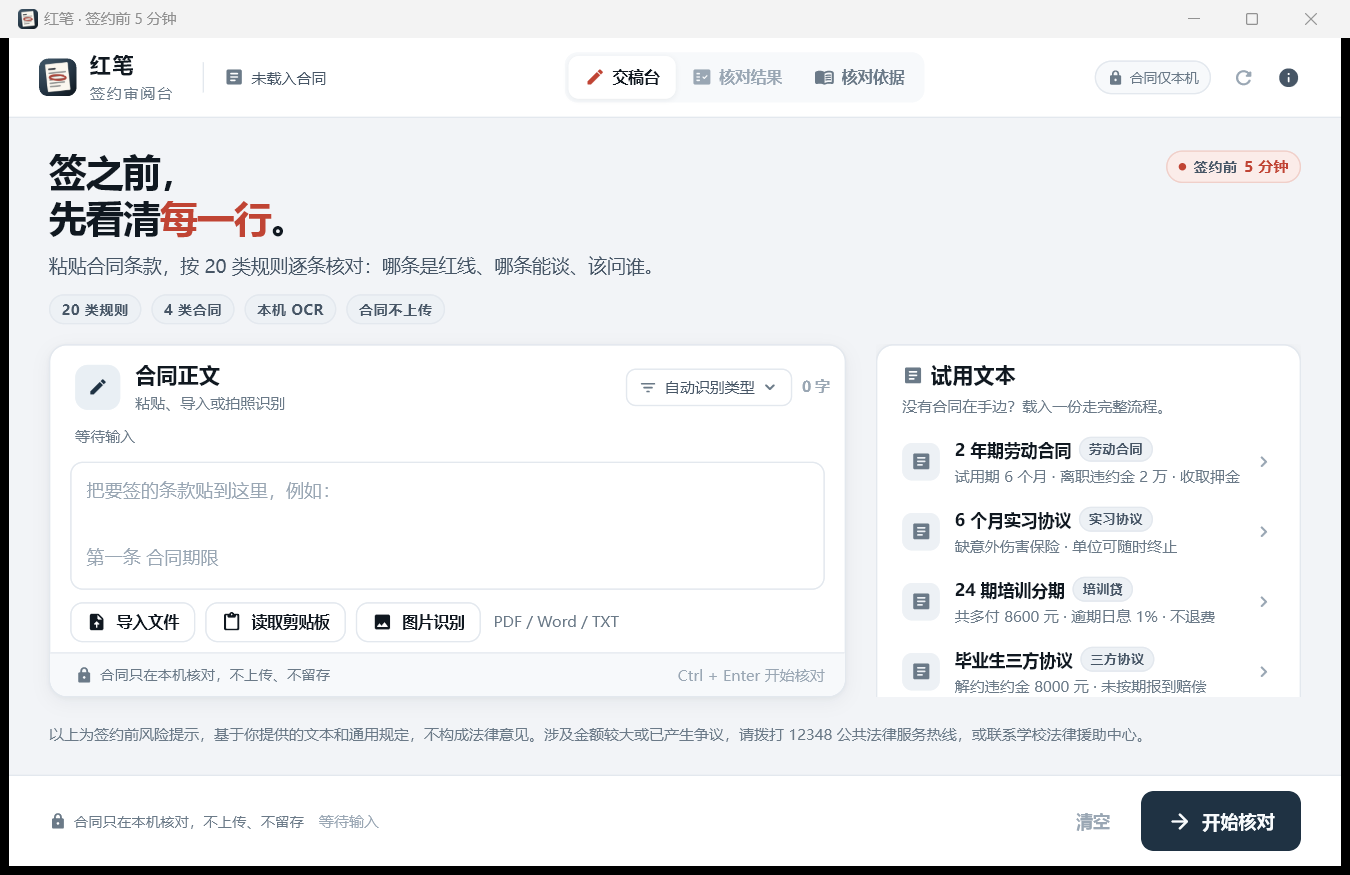 红笔 · 签约前 5 分钟
红笔
签约审阅台
未载入合同
交稿台
核对结果
核对依据
合同仅本机
签之前，
先看清每一行。
签约前 5 分钟
粘贴合同条款，按 20 类规则逐条核对：哪条是红线、哪条能谈、该问谁。
20 类规则
4 类合同
本机 OCR
合同不上传
合同正文
粘贴、导入或拍照识别
自动识别类型
0 字
等待输入
把要签的条款贴到这里，例如：
第一条 合同期限
导入文件
读取剪贴板
图片识别
PDF / Word / TXT
合同只在本机核对，不上传、不留存
Ctrl + Enter 开始核对
试用文本
没有合同在手边？载入一份走完整流程。
2 年期劳动合同 劳动合同
试用期 6 个月 · 离职违约金 2 万 · 收取押金
6 个月实习协议 实习协议
缺意外伤害保险 · 单位可随时终止
24 期培训分期 培训贷
共多付 8600 元 · 逾期日息 1% · 不退费
毕业生三方协议 三方协议
解约违约金 8000 元 · 未按期报到赔偿
以上为签约前风险提示，基于你提供的文本和通用规定，不构成法律意见。涉及金额较大或已产生争议，请拨打 12348 公共法律服务热线，或联系学校法律援助中心。
合同只在本机核对，不上传、不留存
等待输入
清空
开始核对